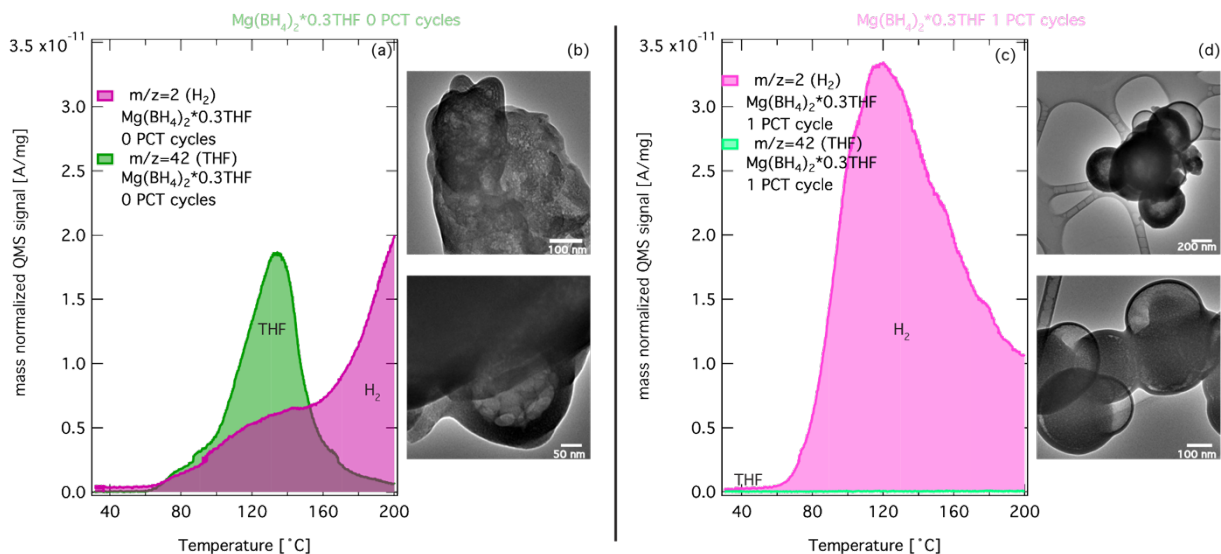 Mg(BH₄)₂*0.3THF 0 PCT cycles
3.5 x10⁻¹¹
(a)
m/z=2 (H₂)
Mg(BH₄)₂*0.3THF
0 PCT cycles
m/z=42 (THF)
Mg(BH₄)₂*0.3THF
0 PCT cycles
3.0
2.5
2.0
1.5
1.0
0.5
0.0
mass normalized QMS signal [A/mg]
THF
H₂
40 80 120 160 200
Temperature [˚C]
(b)
100 nm
50 nm
Mg(BH₄)₂*0.3THF 1 PCT cycles
3.5 x10⁻¹¹
(c)
m/z=2 (H₂)
Mg(BH₄)₂*0.3THF
1 PCT cycle
m/z=42 (THF)
Mg(BH₄)₂*0.3THF
1 PCT cycle
3.0
2.5
2.0
1.5
1.0
0.5
0.0
mass normalized QMS signal [A/mg]
H₂
THF
40 80 120 160 200
Temperature [˚C]
(d)
200 nm
100 nm